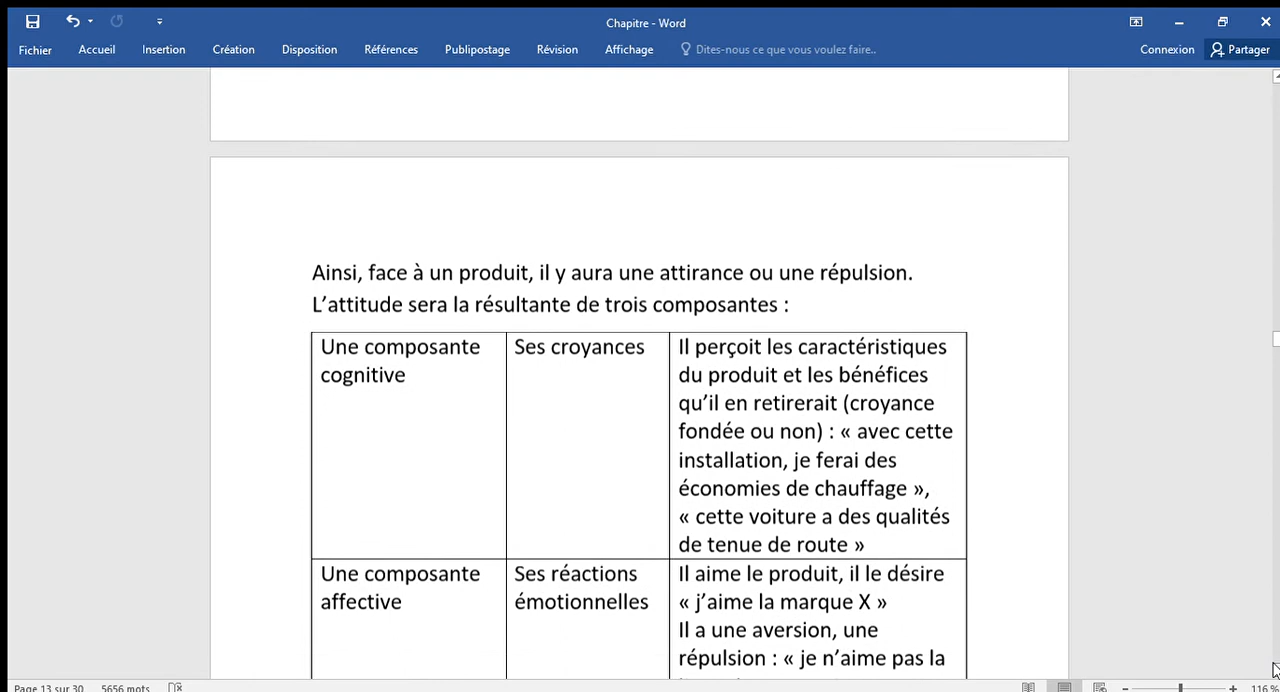 Chapitre - Word
Fichier Accueil Insertion Création Disposition Références Publipostage Révision Affichage Dites-nous ce que vous voulez faire.. Connexion Partager
Ainsi, face à un produit, il y aura une attirance ou une répulsion.
L’attitude sera la résultante de trois composantes :
Une composante
cognitive
Ses croyances
Il perçoit les caractéristiques
du produit et les bénéfices
qu’il en retirerait (croyance
fondée ou non) : « avec cette
installation, je ferai des
économies de chauffage »,
« cette voiture a des qualités
de tenue de route »
Une composante
affective
Ses réactions
émotionnelles
Il aime le produit, il le désire
« j’aime la marque X »
Il a une aversion, une
répulsion : « je n’aime pas la
Page 13 sur 30 5656 mots 116 %